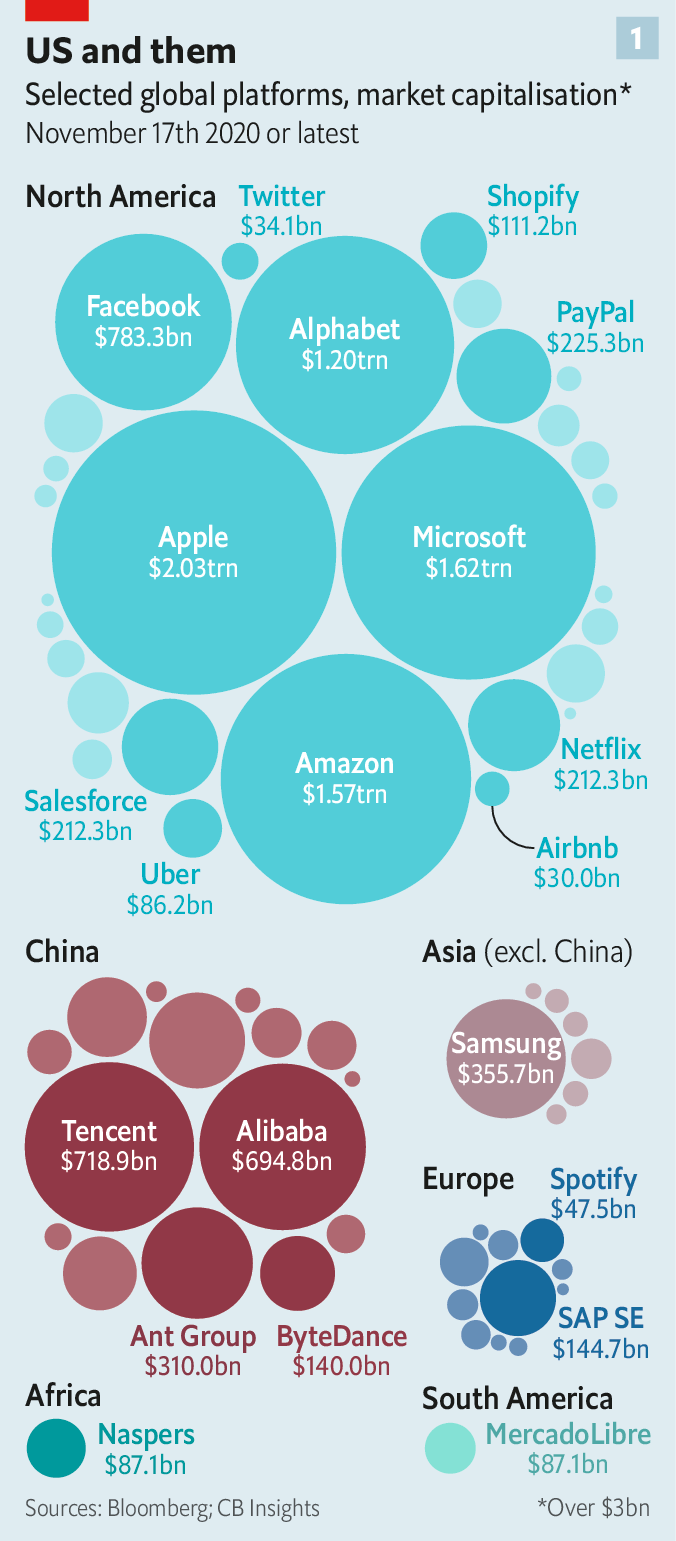 1
US and them
Selected global platforms, market capitalisation*
November 17th 2020 or latest
North America
Twitter
$34.1bn
Shopify
$111.2bn
Facebook
$783.3bn
Alphabet
$1.20trn
PayPal
$225.3bn
Apple
$2.03trn
Microsoft
$1.62trn
Amazon
$1.57trn
Netflix
$212.3bn
Salesforce
$212.3bn
Airbnb
$30.0bn
Uber
$86.2bn
China
Tencent
$718.9bn
Alibaba
$694.8bn
Ant Group
$310.0bn
ByteDance
$140.0bn
Asia (excl. China)
Samsung
$355.7bn
Europe
Spotify
$47.5bn
SAP SE
$144.7bn
Africa
Naspers
$87.1bn
South America
MercadoLibre
$87.1bn
Sources: Bloomberg; CB Insights
*Over $3bn